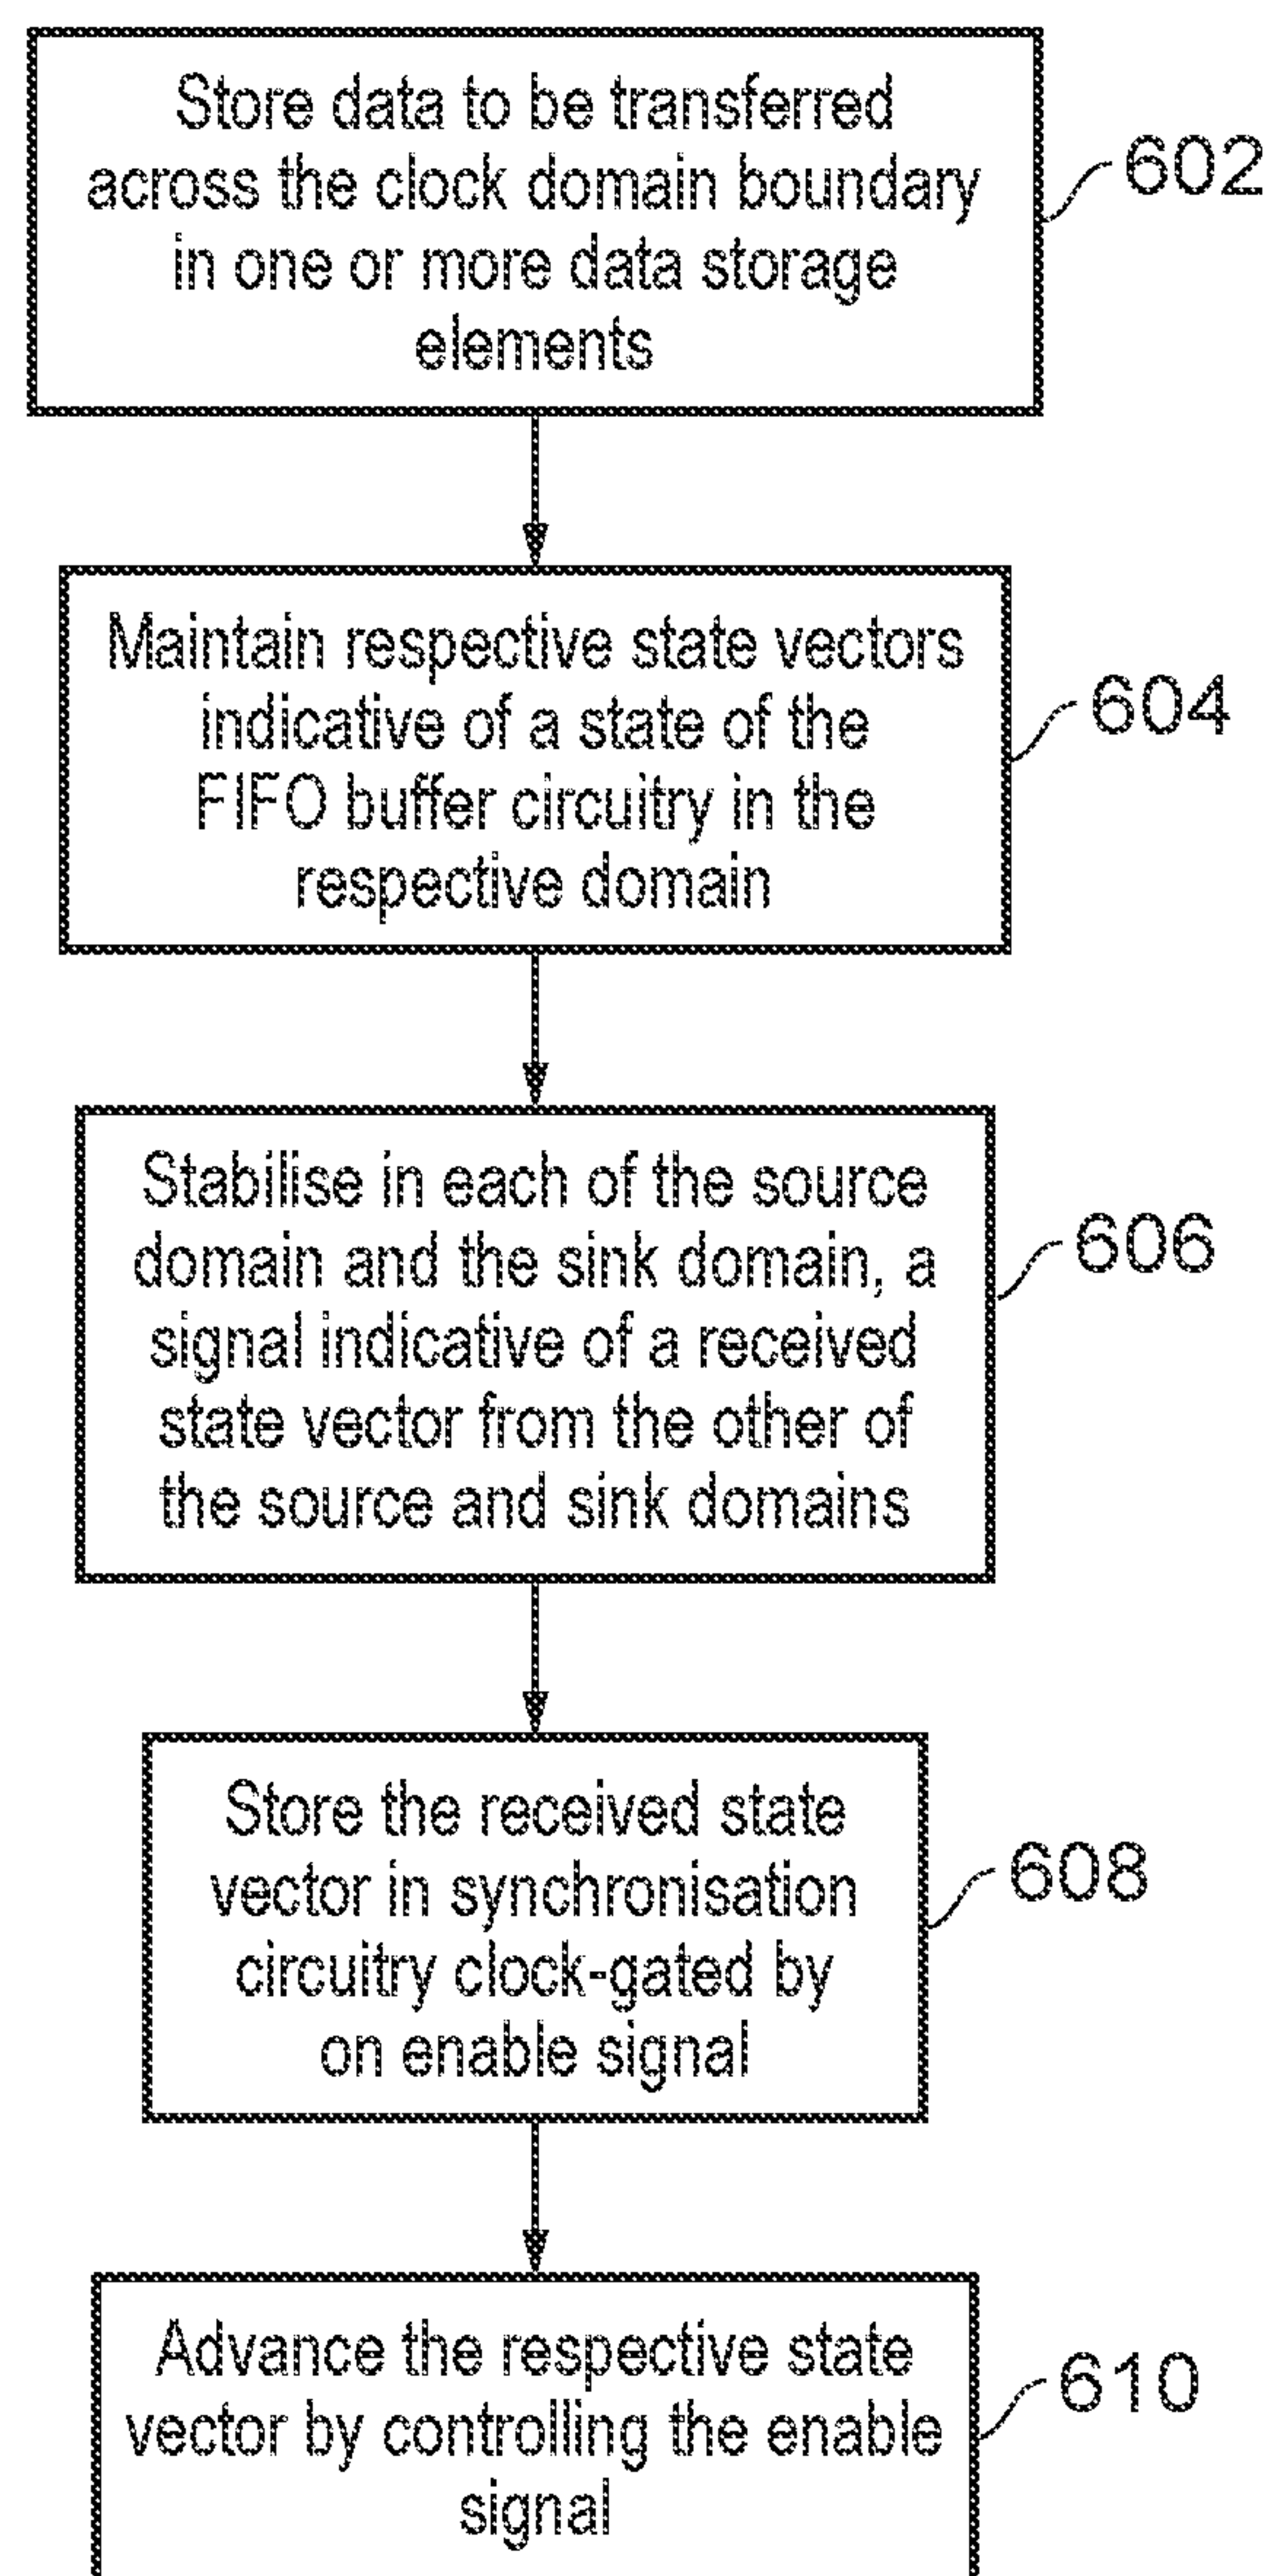 Store data to be transferred
across the clock domain boundary
in one or more data storage
elements
602
Maintain respective state vectors
indicative of a state of the
FIFO buffer circuitry in the
respective domain
604
Stabilise in each of the source
domain and the sink domain, a
signal indicative of a received
state vector from the other of
the source and sink domains
606
Store the received state
vector in synchronisation
circuitry clock-gated by
on enable signal
608
Advance the respective state
vector by controlling the enable
signal
610